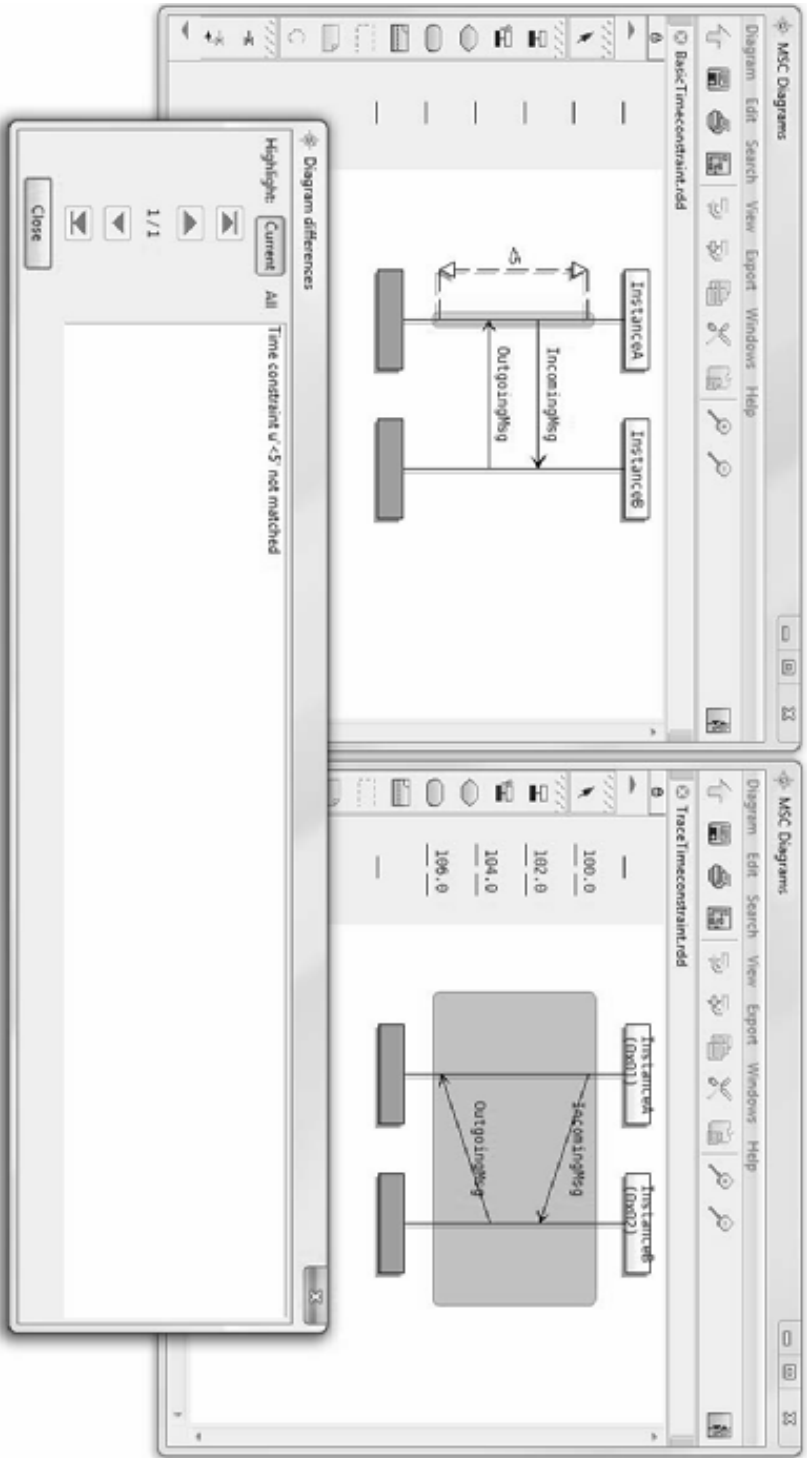 MSC Diagrams
Diagram Edit Search View Export Windows Help
BasicTimeconstraint.rdd
InstanceA
InstanceB
<5
IncomingMsg
OutgoingMsg
MSC Diagrams
Diagram Edit Search View Export Windows Help
TraceTimeconstraint.rdd
InstanceA
(0x01)
InstanceB
(0x02)
100.0
102.0
104.0
106.0
IncomingMsg
OutgoingMsg
Diagram differences
Highlight: Current All
1/1
Close
Time constraint u'<5' not matched